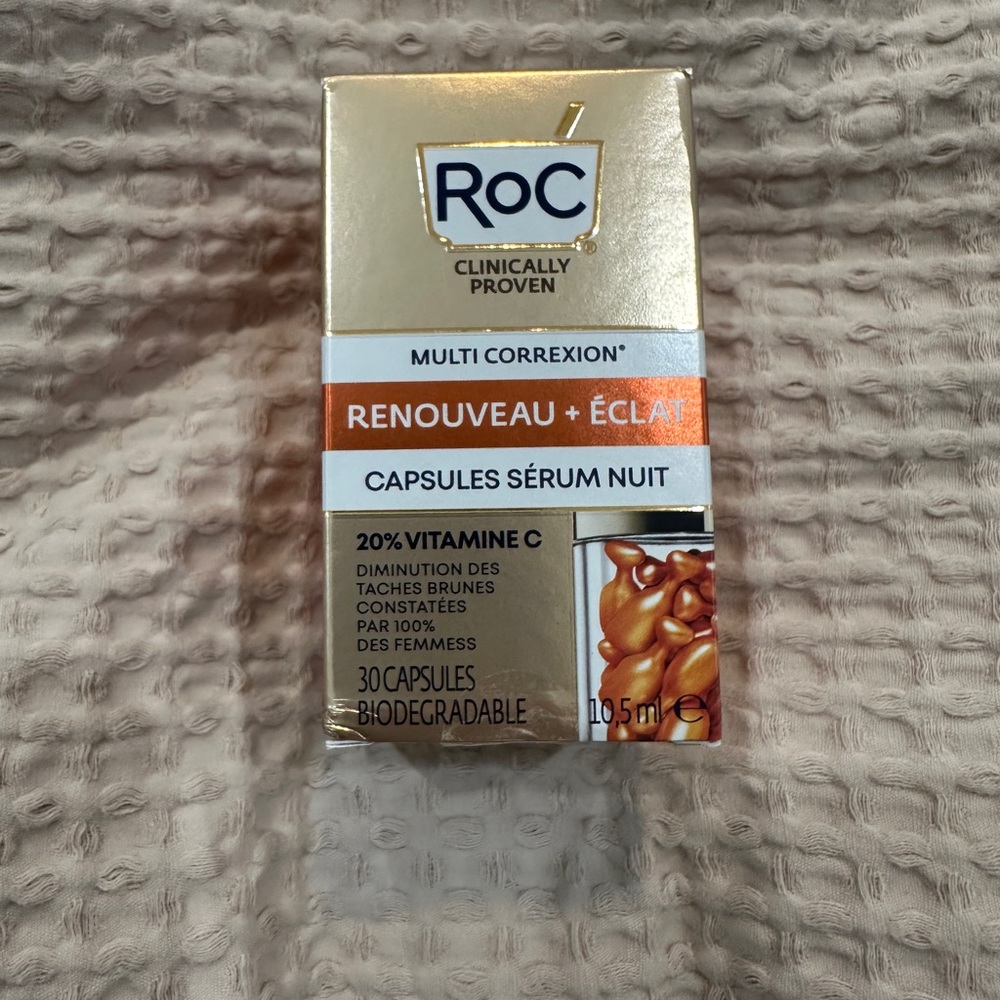 RoC®
CLINICALLY
PROVEN
MULTI CORREXION®
RENOUVEAU + ÉCLAT
CAPSULES SÉRUM NUIT
20% VITAMINE C
DIMINUTION DES
TACHES BRUNES
CONSTATÉES
PAR 100%
DES FEMMESS
30 CAPSULES
BIODEGRADABLE
10,5 ml ℮